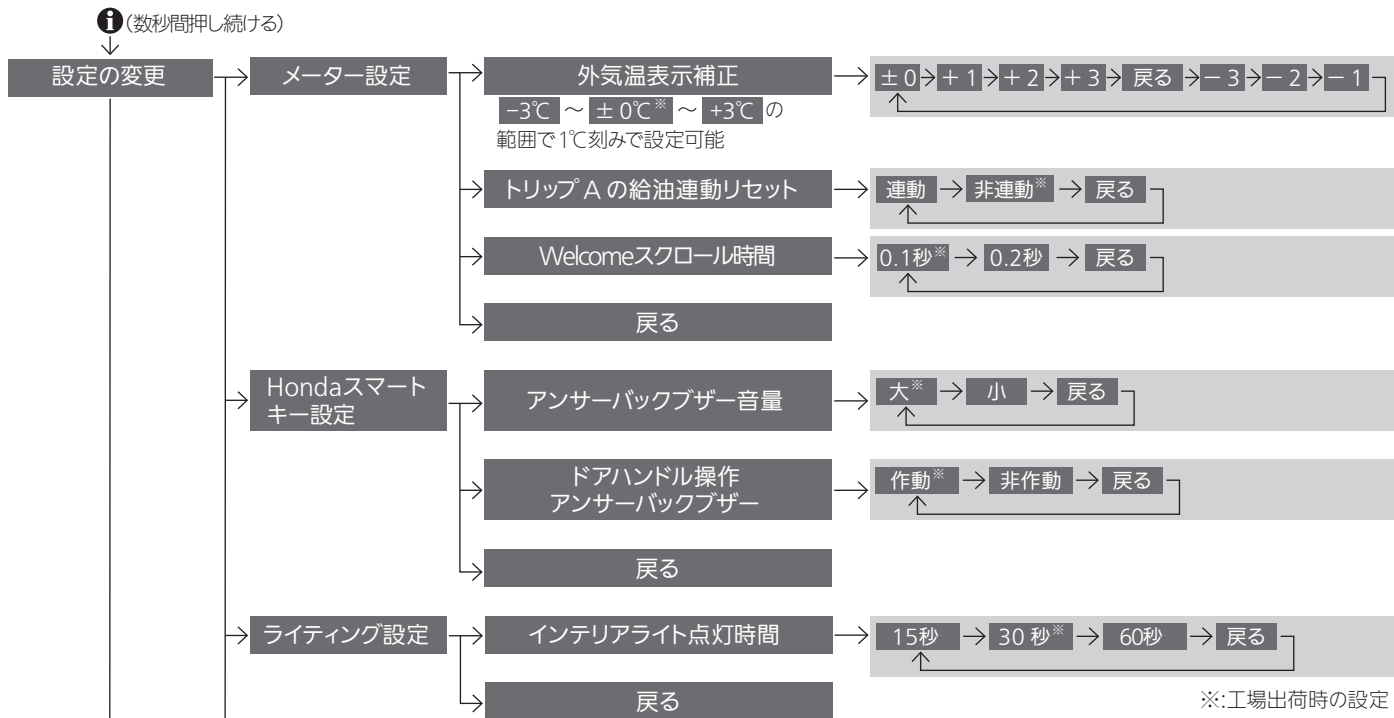 i(数秒間押し続ける)
設定の変更
メーター設定
外気温表示補正
±0 +1 +2 +3 戻る -3 -2 -1
-3℃ ～ ±0℃※ ～ +3℃ の
範囲で1℃刻みで設定可能
トリップ A の給油連動リセット
連動 非連動※ 戻る
Welcomeスクロール時間
0.1秒※ 0.2秒 戻る
戻る
Hondaスマート
キー設定
アンサーバックブザー音量
大※ 小 戻る
ドアハンドル操作
アンサーバックブザー
作動※ 非作動 戻る
戻る
ライティング設定
インテリアライト点灯時間
15秒 30 秒※ 60秒 戻る
戻る
※:工場出荷時の設定